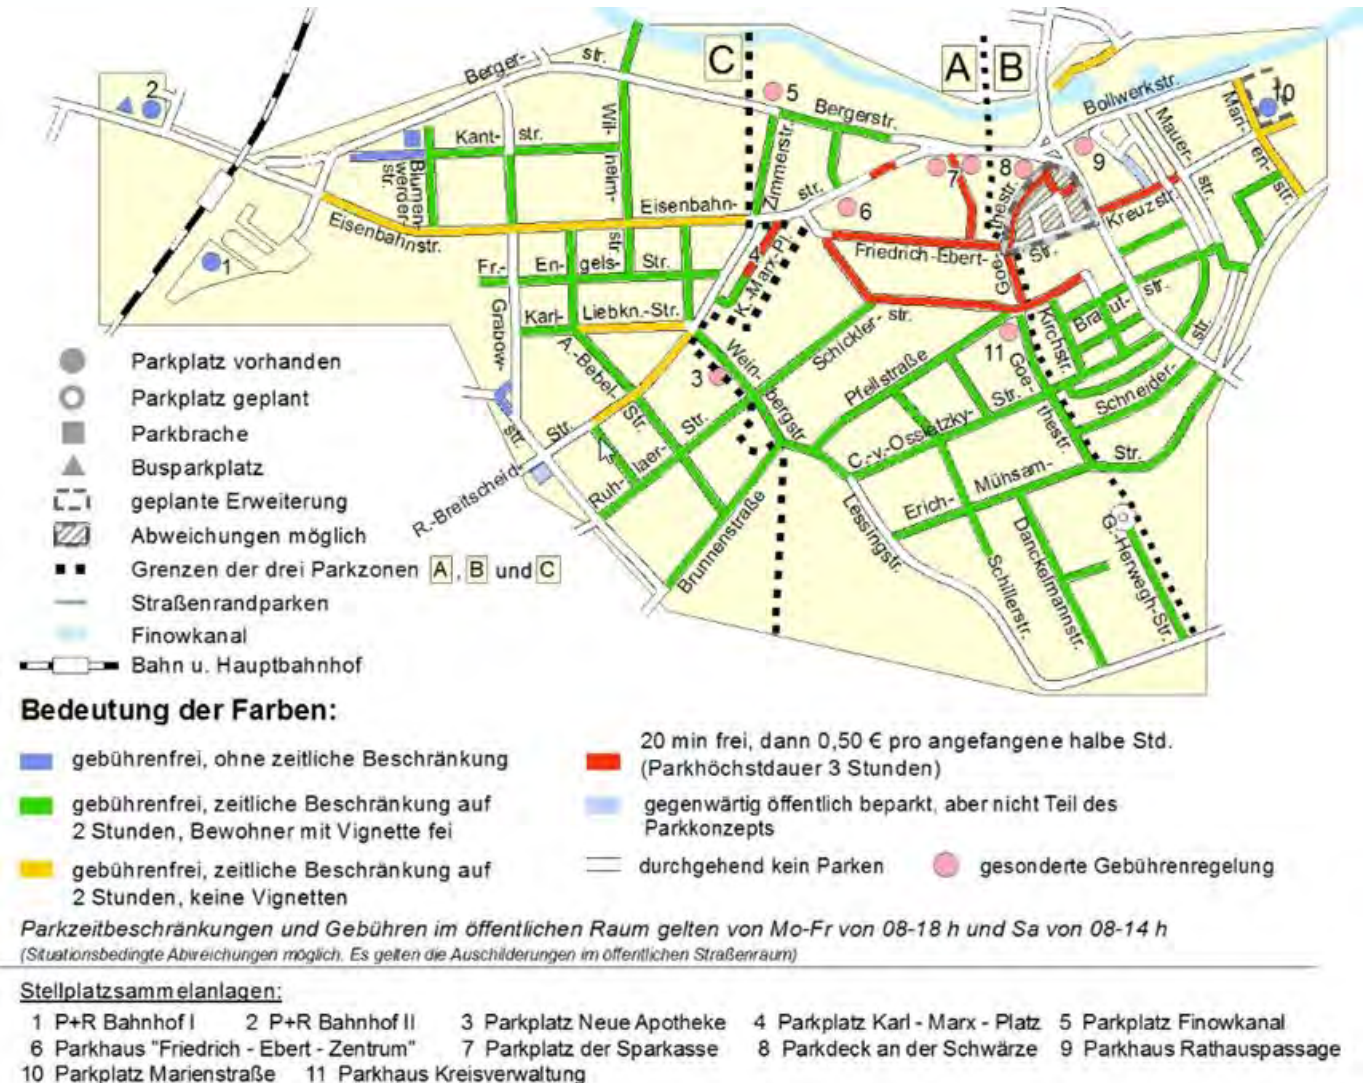 C
A
B
2
Berger-
str.
5
Bergerstr.
Bollwerkstr.
10
Kant-
str.
Wil-
helm-
str.
Zimmerstr.
Mauer-
str.
Marien-
str.
7
8
9
Blumen-
werder-
str.
Eisenbahn-
str.
6
Eisenbahnstr.
Goe-
thestr.
Kreuzstr.
Friedrich-Ebert-
Str.
1
Fr.-
En-
gels-
Str.
4
K.-Marx-Pl.
Grabow-
str.
Karl-
Liebkn.-Str.
Schickler-
str.
Kirchstr.
Braut-
str.
A.-Bebel-
Str.
3
Wein-
bergstr.
Pfeilstraße
11
Goe-
thestr.
Schneider-
str.
R.-Breitscheid-
Str.
Ruh-
laer-
Str.
C.-v.-Ossietzky-
Str.
Brunnenstraße
Lessingstr.
Erich-
Mühsam-
Str.
Schillerstr.
Danckelmannstr.
G.-Herwegh-Str.
Parkplatz vorhanden
Parkplatz geplant
Parkbrache
Busparkplatz
geplante Erweiterung
Abweichungen möglich
Grenzen der drei Parkzonen A, B und C
Straßenrandparken
Finowkanal
Bahn u. Hauptbahnhof
Bedeutung der Farben:
gebührenfrei, ohne zeitliche Beschränkung
gebührenfrei, zeitliche Beschränkung auf
2 Stunden, Bewohner mit Vignette fei
gebührenfrei, zeitliche Beschränkung auf
2 Stunden, keine Vignetten
20 min frei, dann 0,50 € pro angefangene halbe Std.
(Parkhöchstdauer 3 Stunden)
gegenwärtig öffentlich beparkt, aber nicht Teil des
Parkkonzepts
durchgehend kein Parken
gesonderte Gebührenregelung
Parkzeitbeschränkungen und Gebühren im öffentlichen Raum gelten von Mo-Fr von 08-18 h und Sa von 08-14 h
(Situationsbedingte Abweichungen möglich. Es gelten die Auschilderungen im öffentlichen Straßenraum)
Stellplatzsammelanlagen:
1 P+R Bahnhof I 2 P+R Bahnhof II 3 Parkplatz Neue Apotheke 4 Parkplatz Karl - Marx - Platz 5 Parkplatz Finowkanal
6 Parkhaus "Friedrich - Ebert - Zentrum" 7 Parkplatz der Sparkasse 8 Parkdeck an der Schwärze 9 Parkhaus Rathauspassage
10 Parkplatz Marienstraße 11 Parkhaus Kreisverwaltung